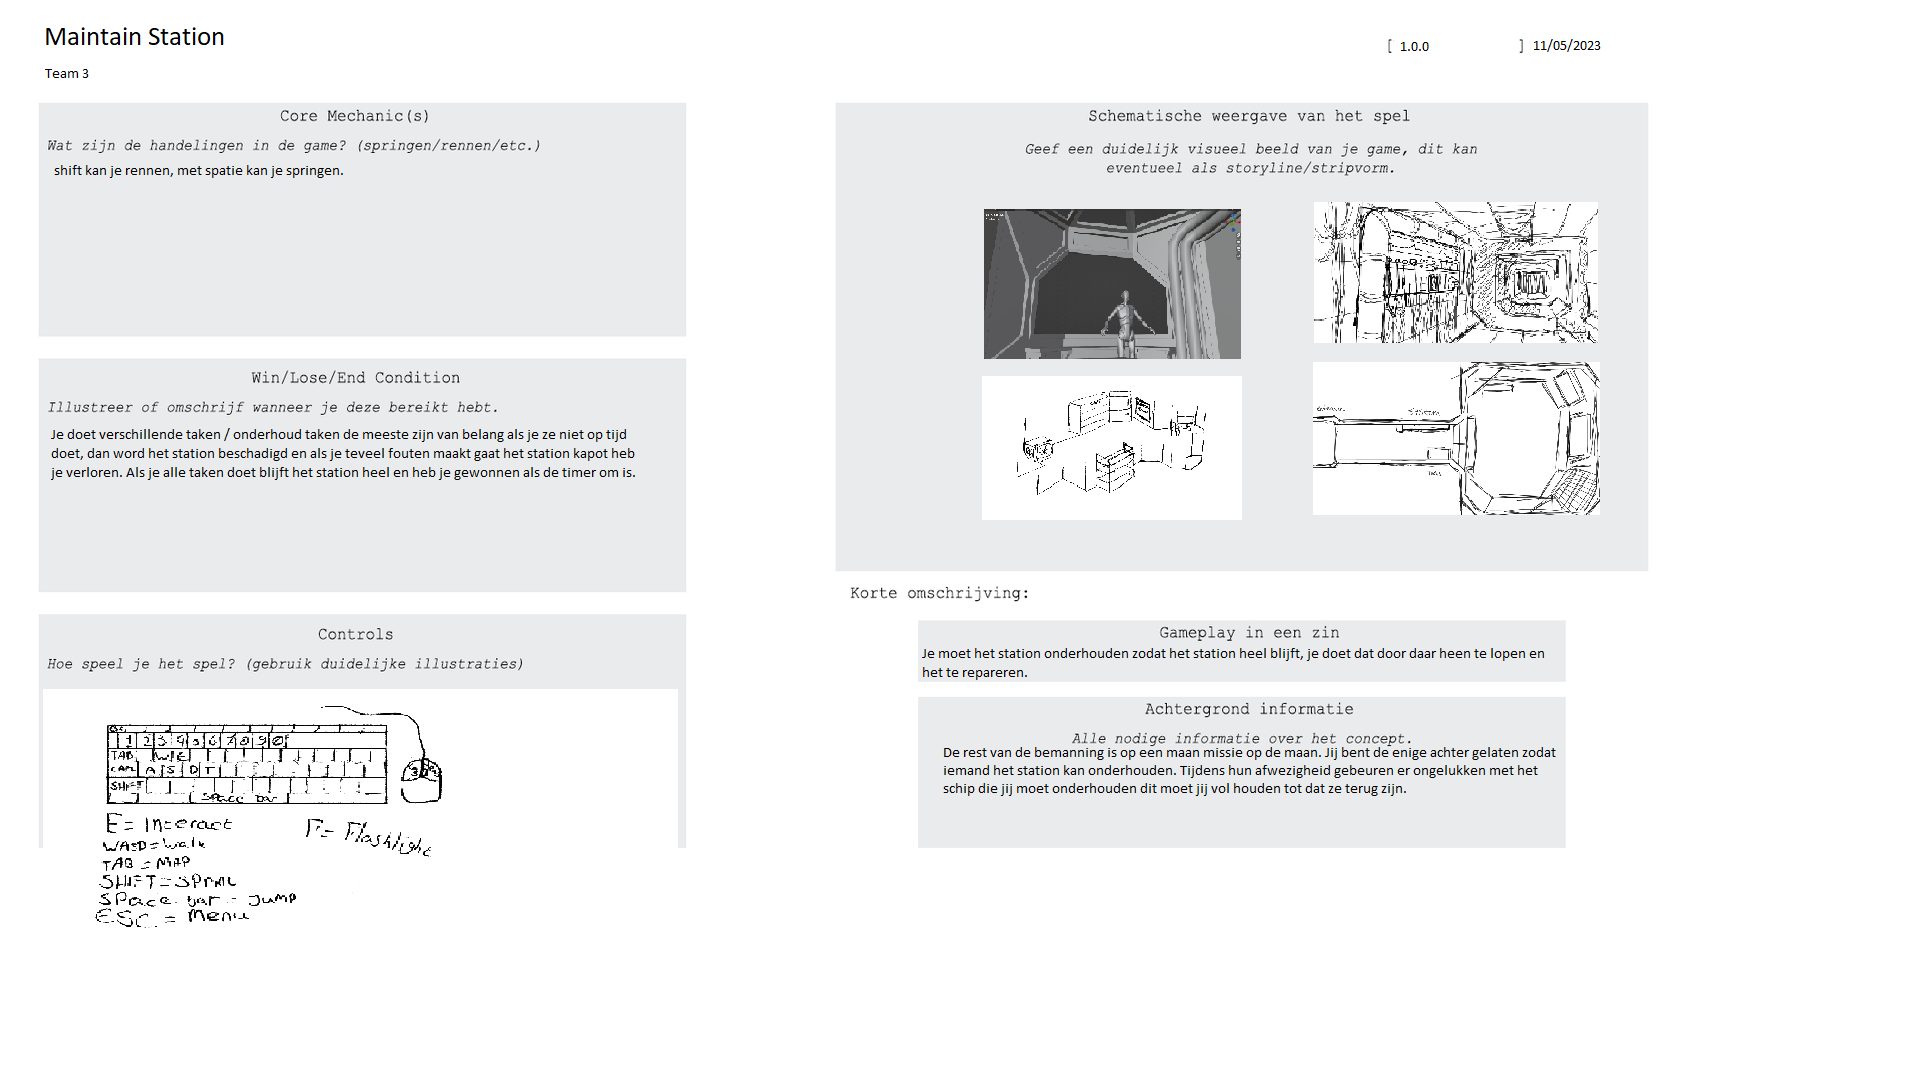 Maintain Station
[ 1.0.0 ] 11/05/2023
Team 3
Core Mechanic(s)
Wat zijn de handelingen in de game? (springen/rennen/etc.)
shift kan je rennen, met spatie kan je springen.
Win/Lose/End Condition
Illustreer of omschrijf wanneer je deze bereikt hebt.
Je doet verschillende taken / onderhoud taken de meeste zijn van belang als je ze niet op tijd
doet, dan word het station beschadigd en als je teveel fouten maakt gaat het station kapot heb
je verloren. Als je alle taken doet blijft het station heel en heb je gewonnen als de timer om is.
Controls
Hoe speel je het spel? (gebruik duidelijke illustraties)
1 2 3 4 5 6 7 8 9 0
TAB W E
A S D
SHIFT
Space bar
E = Interact
F = Flashlight
WASD = Walk
TAB = MAP
SHIFT =
Space bar = Jump
ESC = Menu
Schematische weergave van het spel
Geef een duidelijk visueel beeld van je game, dit kan
eventueel als storyline/stripvorm.
Korte omschrijving:
Gameplay in een zin
Je moet het station onderhouden zodat het station heel blijft, je doet dat door daar heen te lopen en
het te repareren.
Achtergrond informatie
Alle nodige informatie over het concept.
De rest van de bemanning is op een maan missie op de maan. Jij bent de enige achter gelaten zodat
iemand het station kan onderhouden. Tijdens hun afwezigheid gebeuren er ongelukken met het
schip die jij moet onderhouden dit moet jij vol houden tot dat ze terug zijn.